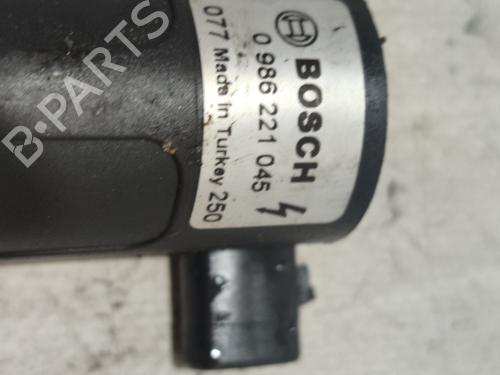 BOSCH
0 986 221 045
077 Made in Turkey 250
B-PARTS